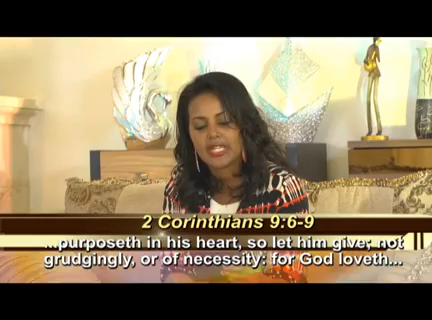 2 Corinthians 9:6-9
...purposeth in his heart, so let him give; not
grudgingly, or of necessity: for God loveth...